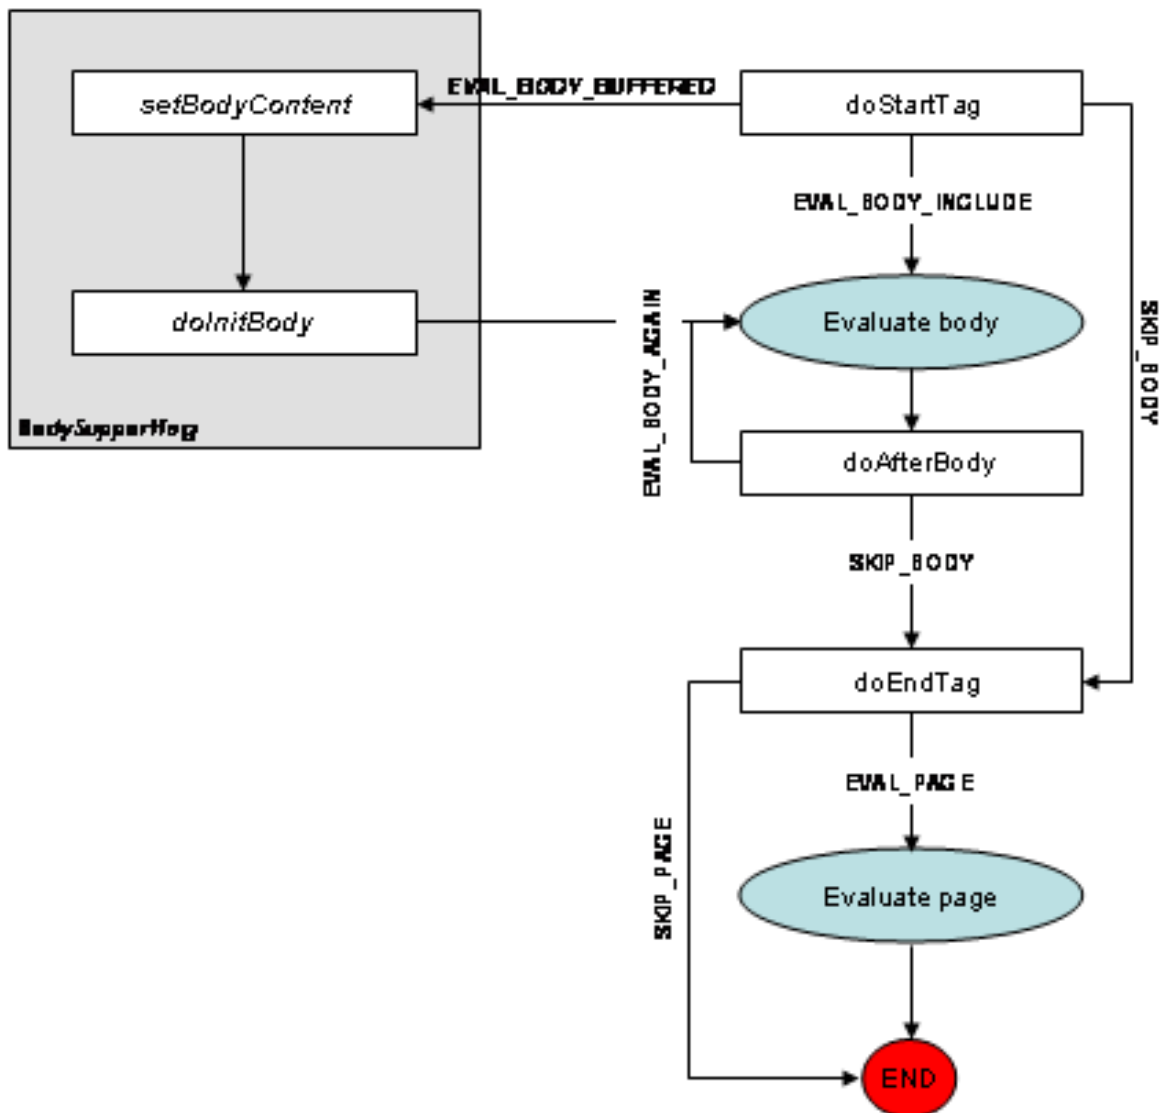 EVAL_BODY_BUFFERED
setBodyContent
doStartTag
EVAL_BODY_INCLUDE
doInitBody
EVAL_BODY_AGAIN
Evaluate body
SKIP_BODY
BodySupportTag
doAfterBody
SKIP_BODY
doEndTag
EVAL_PAGE
SKIP_PAGE
Evaluate page
END